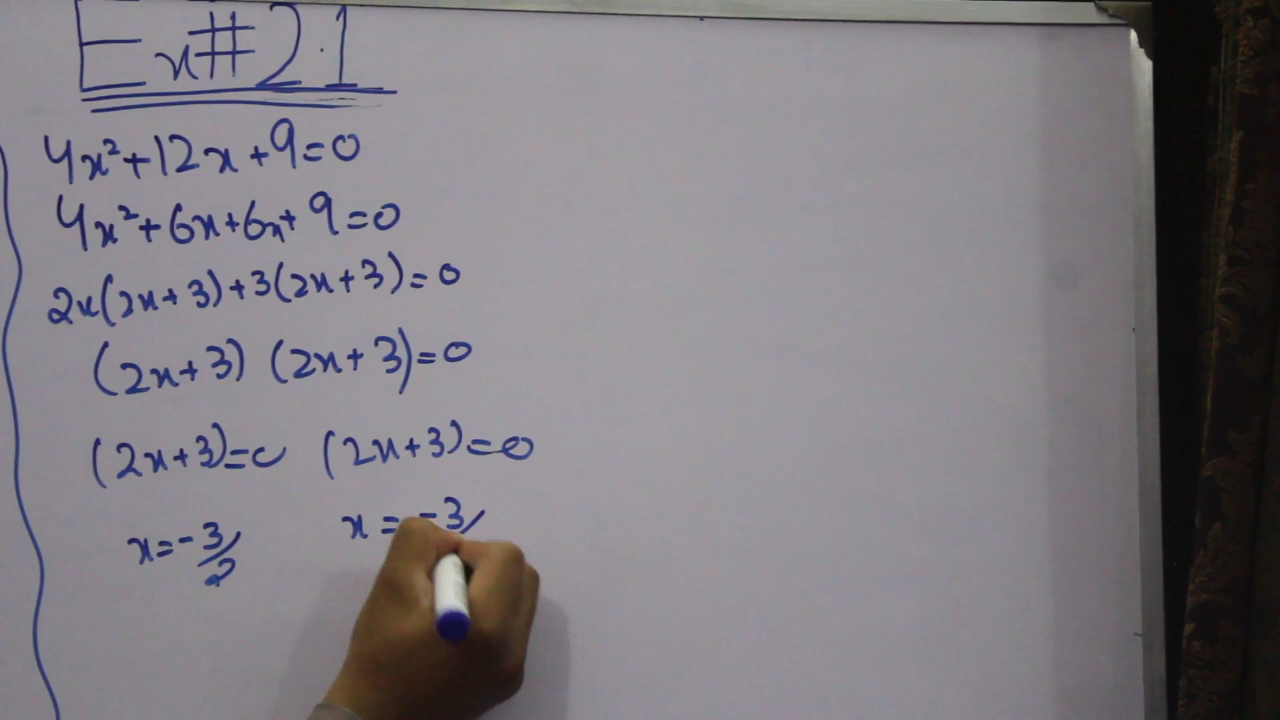 Ex#2.1
4x²+12x+9=0
4x²+6x+6x+9=0
2x(2x+3)+3(2x+3)=0
(2x+3) (2x+3)=0
(2x+3)=0 (2x+3)=0
x=-3/2 x=-3/